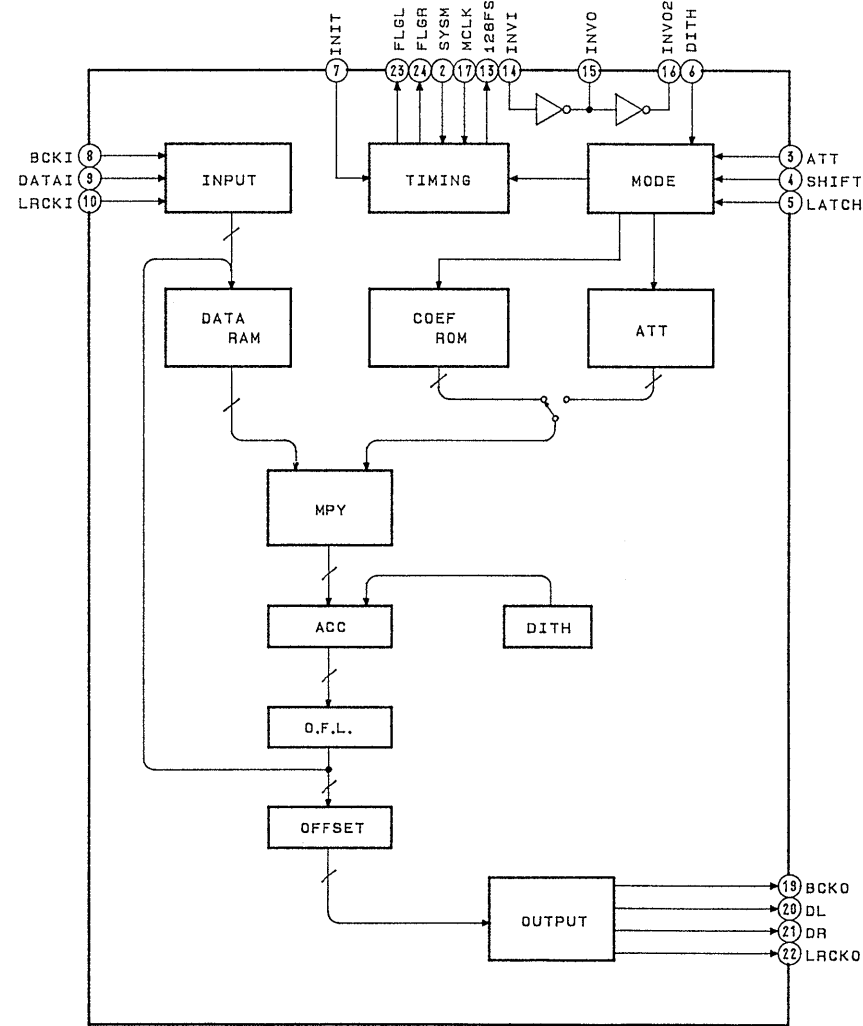 INIT
FLGL
FLGR
SYSM
MCLK
128FS
INVI
INVO
INVO2
DITH
7
23
24
2
17
13
14
15
16
6
BCKI 8
DATAI 9
LRCKI 10
INPUT
TIMING
MODE
3 ATT
4 SHIFT
5 LATCH
DATA
RAM
COEF
ROM
ATT
MPY
ACC
DITH
O.F.L.
OFFSET
OUTPUT
19 BCKO
20 DL
21 DR
22 LRCKO